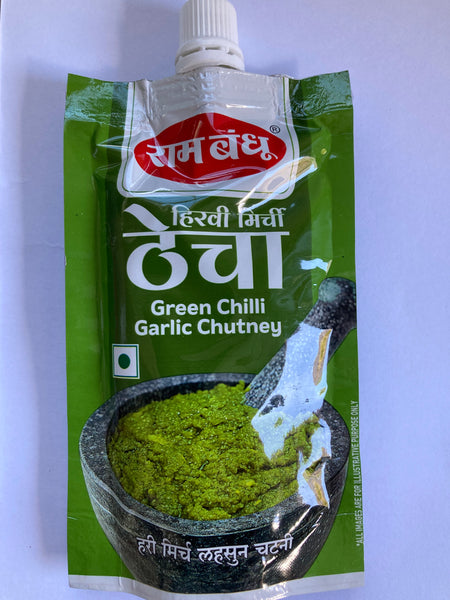 राम बंधू®
हिरवी मिर्ची
ठेचा
Green Chilli
Garlic Chutney
*ALL IMAGES ARE FOR ILLUSTRATIVE PURPOSE ONLY
हरी मिर्च लहसुन चटनी